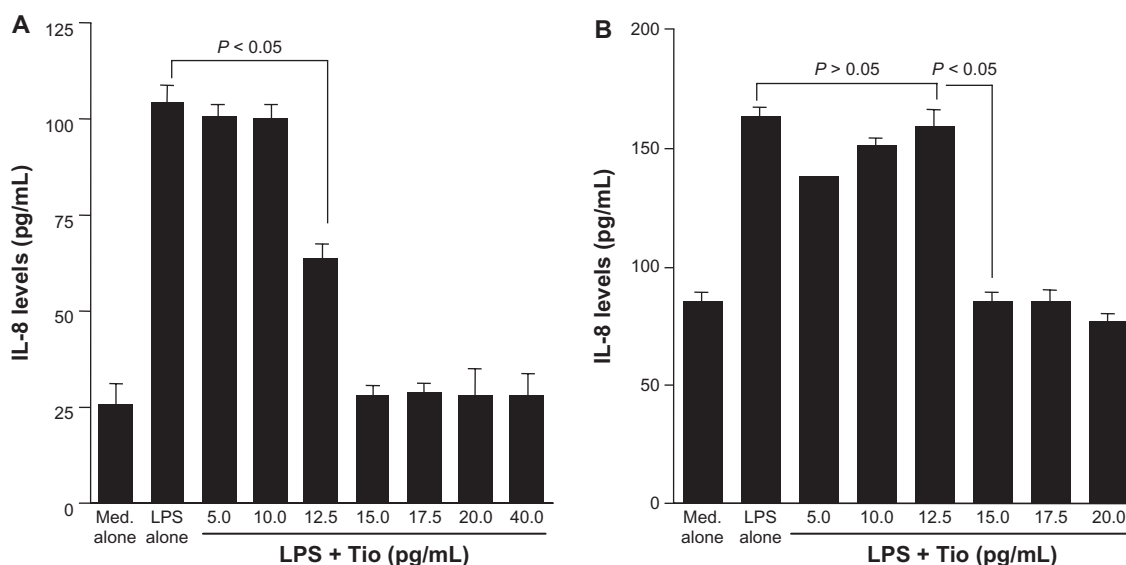 A
IL-8 levels (pg/mL)
125
100
75
50
25
0
P < 0.05
Med. alone
LPS alone
5.0 10.0 12.5 15.0 17.5 20.0 40.0
LPS + Tio (pg/mL)
B
IL-8 levels (pg/mL)
200
150
100
50
0
P > 0.05 P < 0.05
Med. alone
LPS alone
5.0 10.0 12.5 15.0 17.5 20.0
LPS + Tio (pg/mL)